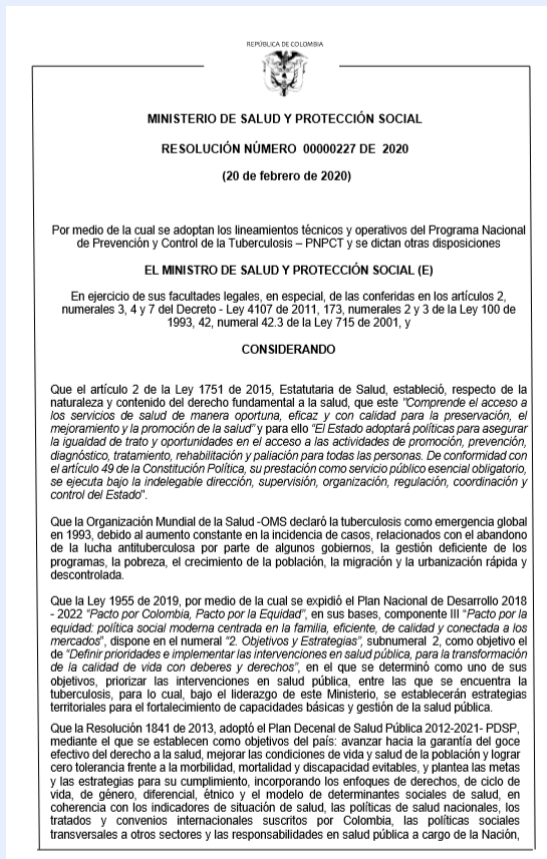 REPÚBLICA DE COLOMBIA
MINISTERIO DE SALUD Y PROTECCIÓN SOCIAL
RESOLUCIÓN NÚMERO 00000227 DE 2020
(20 de febrero de 2020)
Por medio de la cual se adoptan los lineamientos técnicos y operativos del Programa Nacional
de Prevención y Control de la Tuberculosis – PNPCT y se dictan otras disposiciones
EL MINISTRO DE SALUD Y PROTECCIÓN SOCIAL (E)
En ejercicio de sus facultades legales, en especial, de las conferidas en los artículos 2,
numerales 3, 4 y 7 del Decreto - Ley 4107 de 2011, 173, numerales 2 y 3 de la Ley 100 de
1993, 42, numeral 42.3 de la Ley 715 de 2001, y
CONSIDERANDO
Que el artículo 2 de la Ley 1751 de 2015, Estatutaria de Salud, estableció, respecto de la
naturaleza y contenido del derecho fundamental a la salud, que este "Comprende el acceso a
los servicios de salud de manera oportuna, eficaz y con calidad para la preservación, el
mejoramiento y la promoción de la salud" y para ello "El Estado adoptará políticas para asegurar
la igualdad de trato y oportunidades en el acceso a las actividades de promoción, prevención,
diagnóstico, tratamiento, rehabilitación y paliación para todas las personas. De conformidad con
el artículo 49 de la Constitución Política, su prestación como servicio público esencial obligatorio,
se ejecuta bajo la indelegable dirección, supervisión, organización, regulación, coordinación y
control del Estado".
Que la Organización Mundial de la Salud -OMS declaró la tuberculosis como emergencia global
en 1993, debido al aumento constante en la incidencia de casos, relacionados con el abandono
de la lucha antituberculosa por parte de algunos gobiernos, la gestión deficiente de los
programas, la pobreza, el crecimiento de la población, la migración y la urbanización rápida y
descontrolada.
Que la Ley 1955 de 2019, por medio de la cual se expidió el Plan Nacional de Desarrollo 2018
- 2022 "Pacto por Colombia, Pacto por la Equidad", en sus bases, componente III "Pacto por la
equidad: política social moderna centrada en la familia, eficiente, de calidad y conectada a los
mercados", dispone en el numeral "2. Objetivos y Estrategias", subnumeral 2, como objetivo el
de "Definir prioridades e implementar las intervenciones en salud pública, para la transformación
de la calidad de vida con deberes y derechos", en el que se determinó como uno de sus
objetivos, priorizar las intervenciones en salud pública, entre las que se encuentra la
tuberculosis, para lo cual, bajo el liderazgo de este Ministerio, se establecerán estrategias
territoriales para el fortalecimiento de capacidades básicas y gestión de la salud pública.
Que la Resolución 1841 de 2013, adoptó el Plan Decenal de Salud Pública 2012-2021- PDSP,
mediante el que se establecen como objetivos del país: avanzar hacia la garantía del goce
efectivo del derecho a la salud, mejorar las condiciones de vida y salud de la población y lograr
cero tolerancia frente a la morbilidad, mortalidad y discapacidad evitables, y plantea las metas
y las estrategias para su cumplimiento, incorporando los enfoques de derechos, de ciclo de
vida, de género, diferencial, étnico y el modelo de determinantes sociales de salud, en
coherencia con los indicadores de situación de salud, las políticas de salud nacionales, los
tratados y convenios internacionales suscritos por Colombia, las políticas sociales
transversales a otros sectores y las responsabilidades en salud pública a cargo de la Nación,